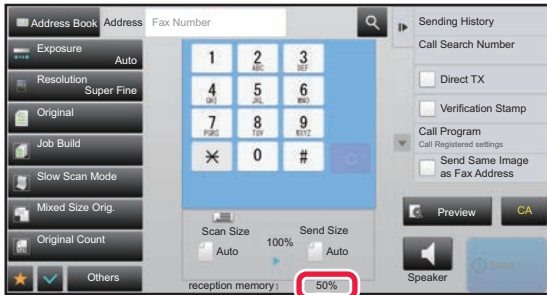 Address Book Address Fax Number
Exposure
Auto
Resolution
Super Fine
Original
Job Build
Slow Scan Mode
Mixed Size Orig.
Original Count
Others
1 2 3
ABC DEF
4 5 6
GHI JKL MNO
7 8 9
PQRS TUV WXYZ
0 #
C
Scan Size Send Size
Auto 100% Auto
reception memory: 50%
Sending History
Call Search Number
Direct TX
Verification Stamp
Call Program
Call Registered settings
Send Same Image
as Fax Address
Preview CA
Speaker Start